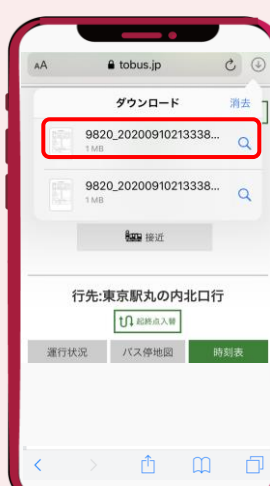 AA tobus.jp
ダウンロード 消去
9820_20200910213338...
1 MB
9820_20200910213338...
1 MB
接近
行先:東京駅丸の内北口行
起終点入替
運行状況 バス停地図 時刻表